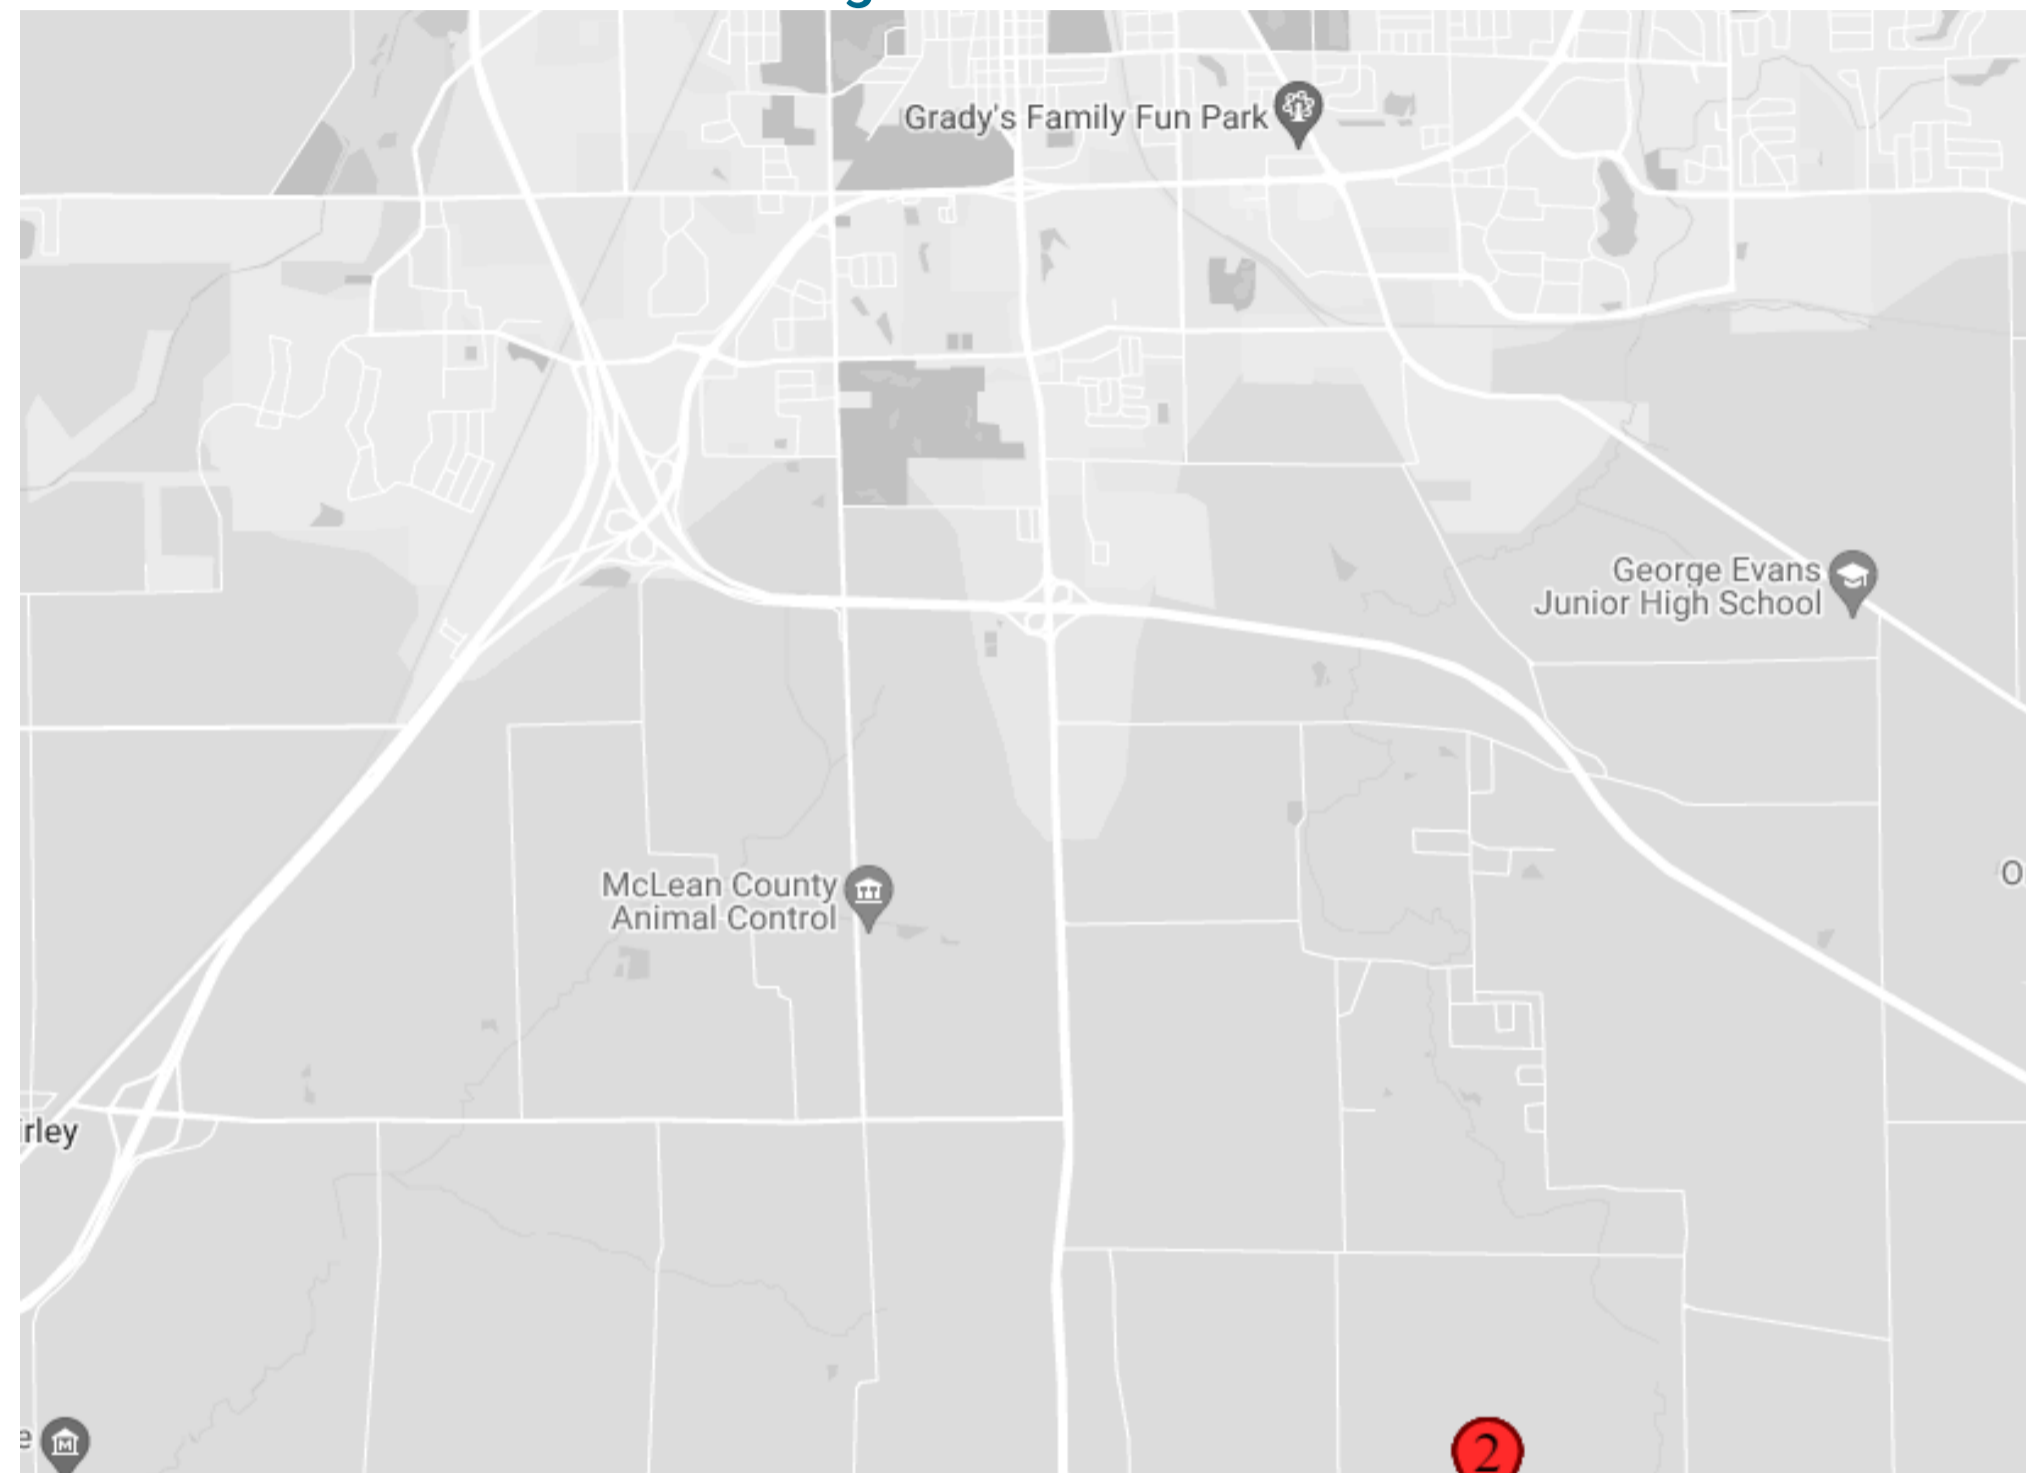 Grady's Family Fun Park
George Evans
Junior High School
McLean County
Animal Control
O
rley
e
M
2